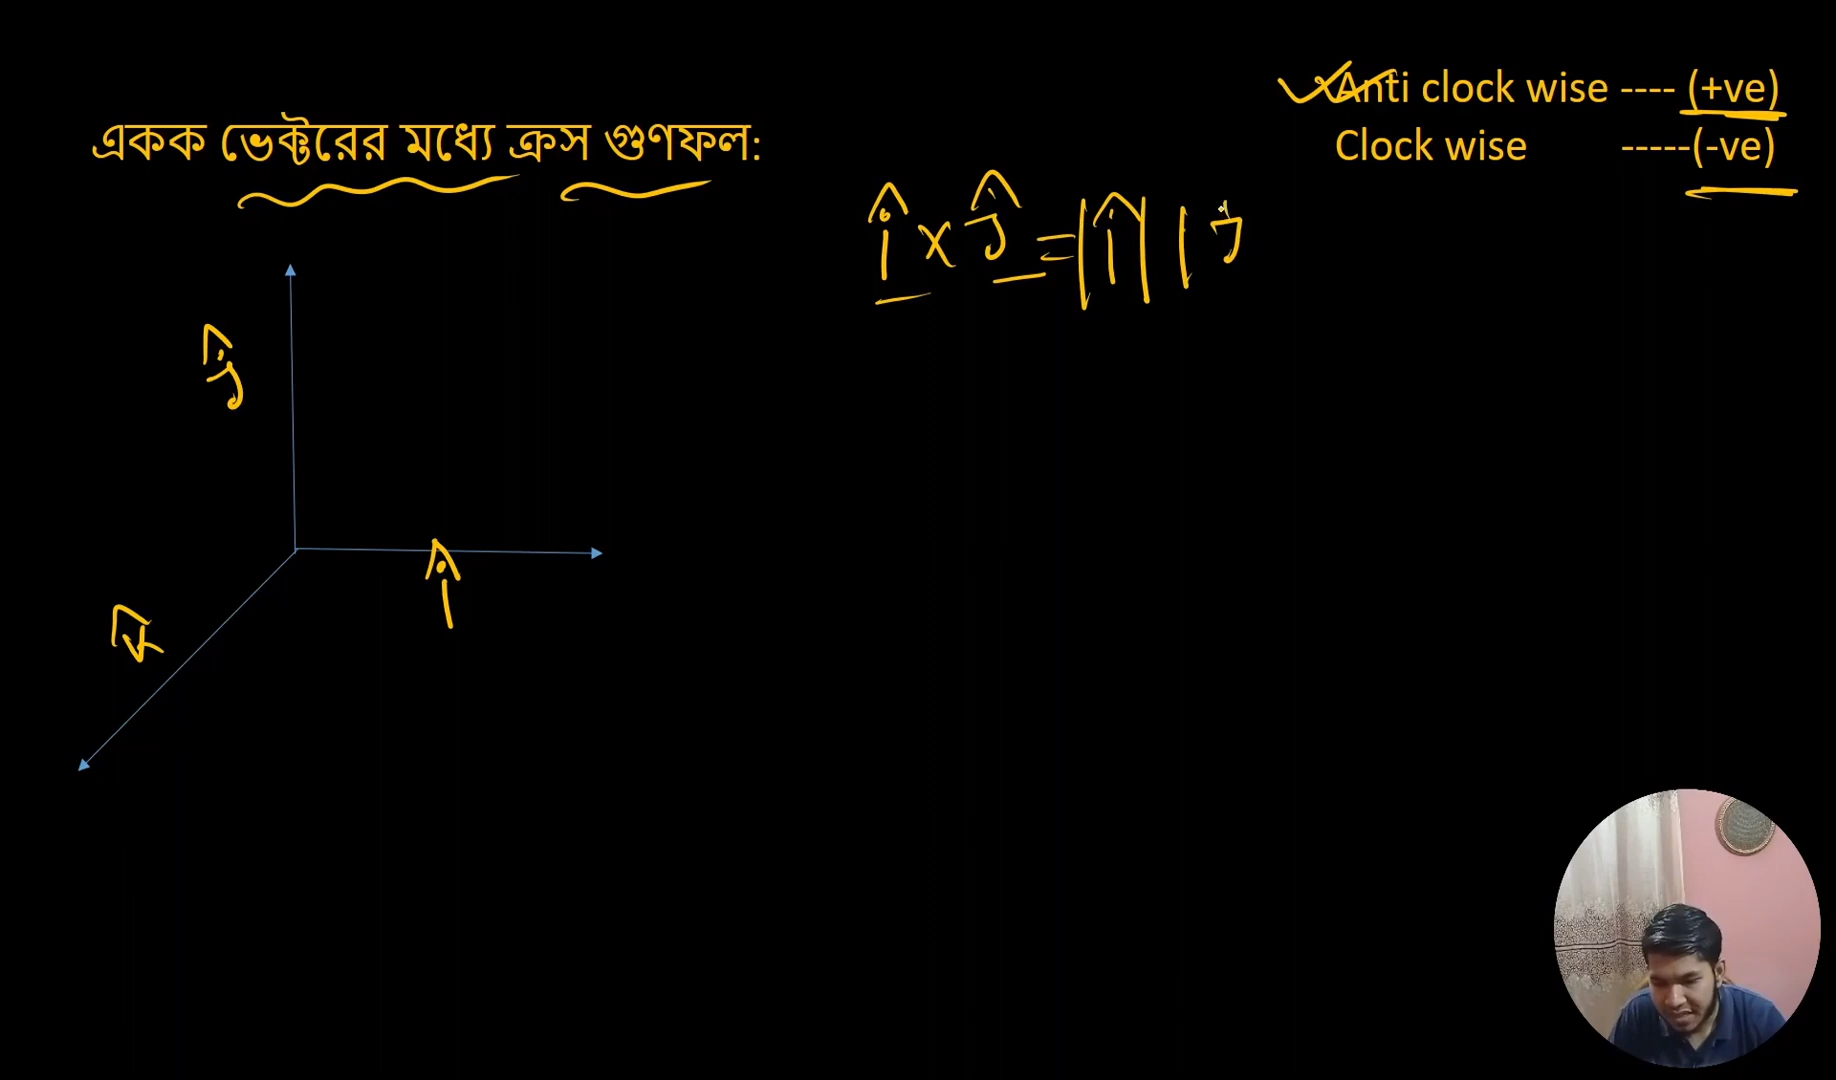 Anti clock wise ---- (+ve)
Clock wise -----(-ve)
একক ভেক্টরের মধ্যে ক্রস গুণফল:
î × ĵ = |î| |j
ĵ
î
k̂